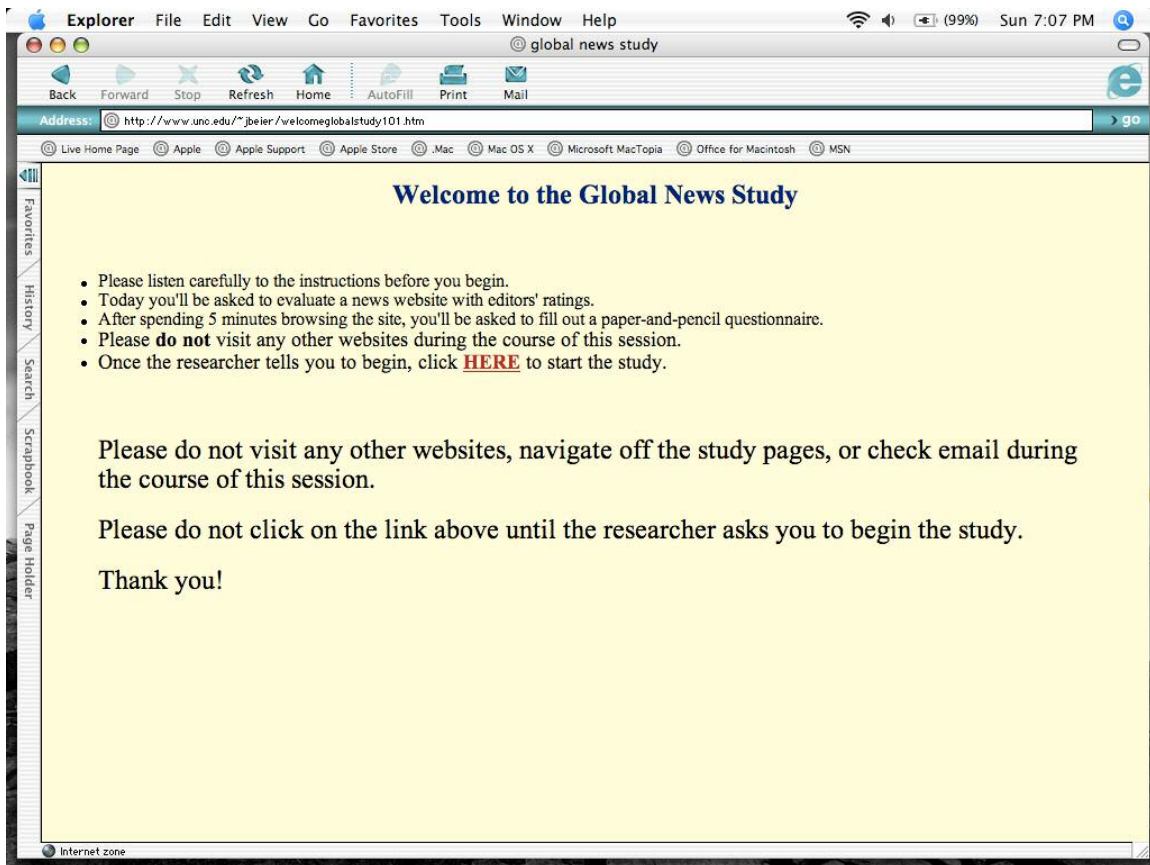 Explorer File Edit View Go Favorites Tools Window Help (99%) Sun 7:07 PM
global news study
Back Forward Stop Refresh Home AutoFill Print Mail
Address: http://www.unc.edu/~jbeier/welcomeglobalstudy101.htm go
Live Home Page Apple Apple Support Apple Store .Mac Mac OS X Microsoft MacTopia Office for Macintosh MSN
Favorites
History
Search
Scrapbook
Page Holder
Welcome to the Global News Study
• Please listen carefully to the instructions before you begin.
• Today you'll be asked to evaluate a news website with editors' ratings.
• After spending 5 minutes browsing the site, you'll be asked to fill out a paper-and-pencil questionnaire.
• Please do not visit any other websites during the course of this session.
• Once the researcher tells you to begin, click HERE to start the study.
Please do not visit any other websites, navigate off the study pages, or check email during
the course of this session.
Please do not click on the link above until the researcher asks you to begin the study.
Thank you!
Internet zone